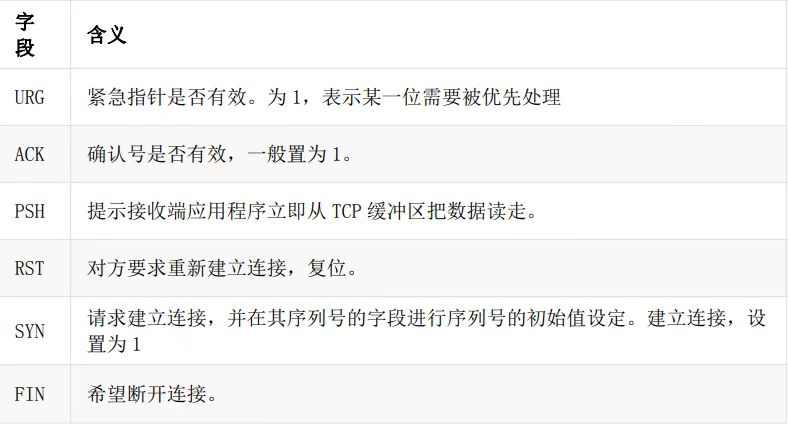 字
段
含义
URG
紧急指针是否有效。为 1，表示某一位需要被优先处理
ACK
确认号是否有效，一般置为 1。
PSH
提示接收端应用程序立即从 TCP 缓冲区把数据读走。
RST
对方要求重新建立连接，复位。
SYN
请求建立连接，并在其序列号的字段进行序列号的初始值设定。建立连接，设
置为 1
FIN
希望断开连接。